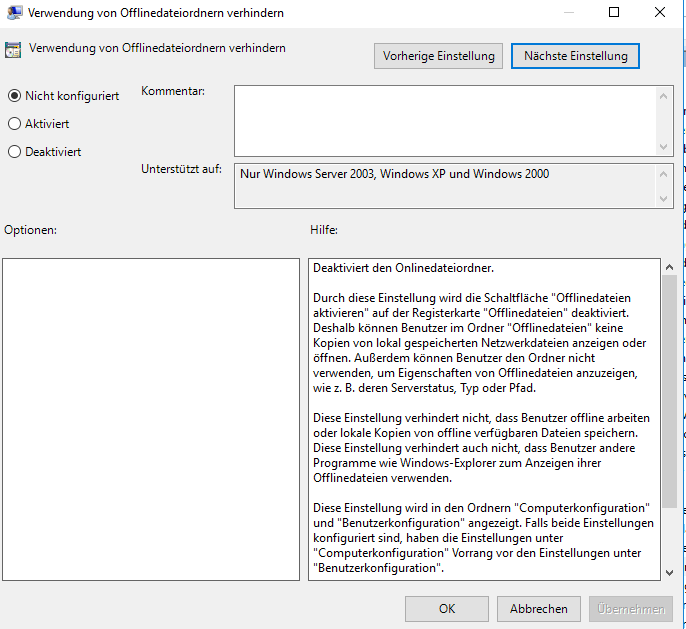 Verwendung von Offlinedateiordnern verhindern
Verwendung von Offlinedateiordnern verhindern
Vorherige Einstellung
Nächste Einstellung
Nicht konfiguriert
Aktiviert
Deaktiviert
Kommentar:
Unterstützt auf:
Nur Windows Server 2003, Windows XP und Windows 2000
Optionen:
Hilfe:
Deaktiviert den Onlinedateiordner.
Durch diese Einstellung wird die Schaltfläche "Offlinedateien
aktivieren" auf der Registerkarte "Offlinedateien" deaktiviert.
Deshalb können Benutzer im Ordner "Offlinedateien" keine
Kopien von lokal gespeicherten Netzwerkdateien anzeigen oder
öffnen. Außerdem können Benutzer den Ordner nicht
verwenden, um Eigenschaften von Offlinedateien anzuzeigen,
wie z. B. deren Serverstatus, Typ oder Pfad.
Diese Einstellung verhindert nicht, dass Benutzer offline arbeiten
oder lokale Kopien von offline verfügbaren Dateien speichern.
Diese Einstellung verhindert auch nicht, dass Benutzer andere
Programme wie Windows-Explorer zum Anzeigen ihrer
Offlinedateien verwenden.
Diese Einstellung wird in den Ordnern "Computerkonfiguration"
und "Benutzerkonfiguration" angezeigt. Falls beide Einstellungen
konfiguriert sind, haben die Einstellungen unter
"Computerkonfiguration" Vorrang vor den Einstellungen unter
"Benutzerkonfiguration".
OK
Abbrechen
Übernehmen